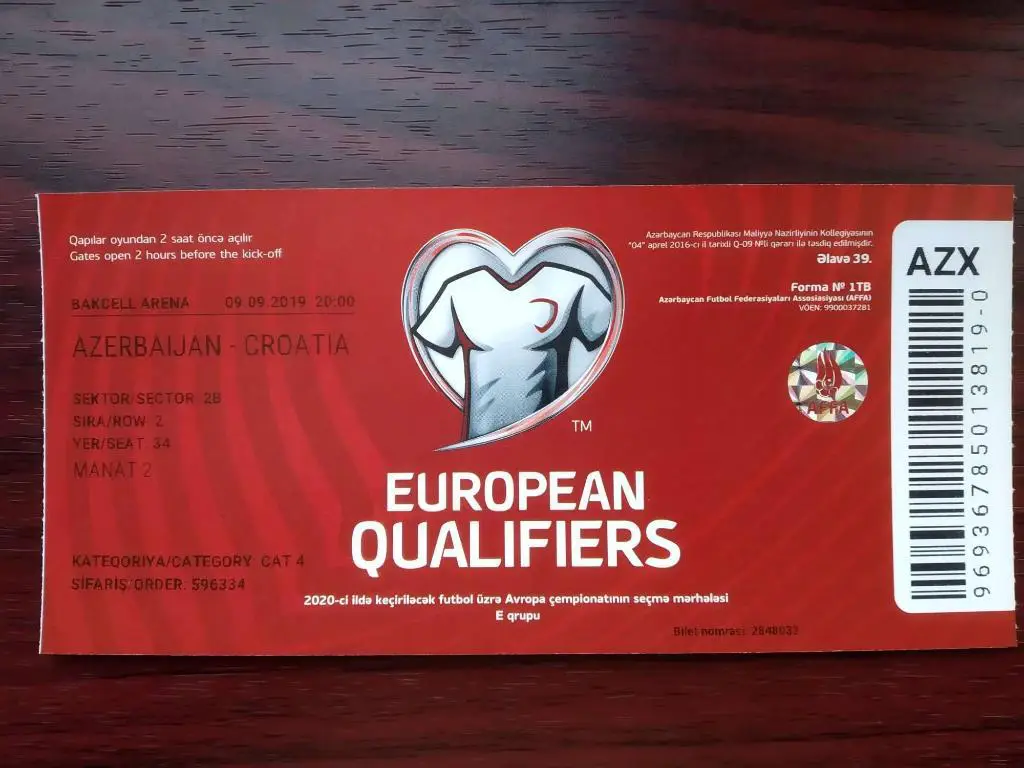 Qapılar oyundan 2 saat öncə açılır
Gates open 2 hours before the kick-off
BAKCELL ARENA 09.09.2019 20:00
AZERBAIJAN - CROATIA
SEKTOR/SECTOR: 2B
SIRA/ROW: 2
YER/SEAT: 34
MANAT 2
KATEQORIYA/CATEGORY: CAT 4
SIFARIS/ORDER: 596334
TM
EUROPEAN
QUALIFIERS
2020-ci ildə keçiriləcək futbol üzrə Avropa çempionatının seçmə mərhələsi
E qrupu
Azərbaycan Respublikası Maliyyə Nazirliyinin Kollegiyasının
"04" aprel 2016-cı il tarixli Q-09 №li qərarı ilə təsdiq edilmişdir.
Əlavə 39.
Forma № 1TB
Azərbaycan Futbol Federasiyaları Assosiasiyası (AFFA)
VÖEN: 9900037281
AFFA
Bilet nomrəsi: 2848032
AZX
9693678501381 9-0